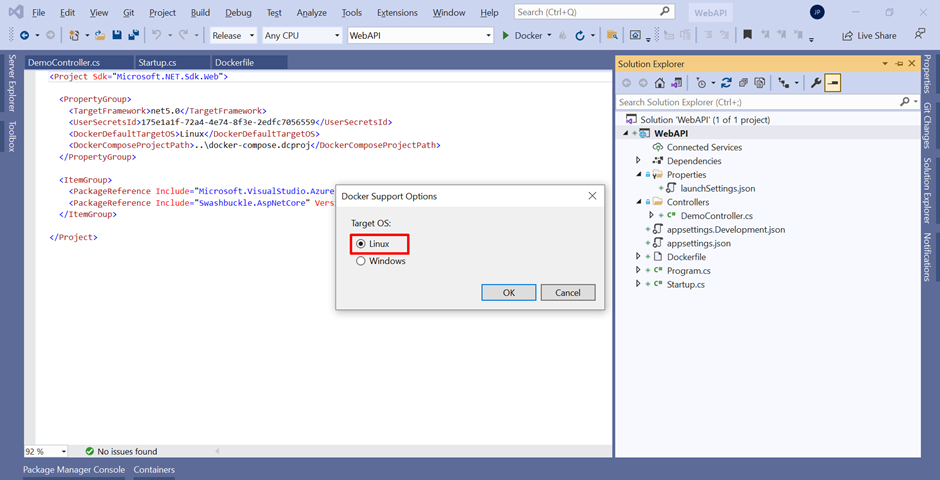 File Edit View Git Project Build Debug Test Analyze Tools Extensions Window Help Search (Ctrl+Q) WebAPI JP
Release Any CPU WebAPI Docker Live Share
Server Explorer
Toolbox
DemoController.cs Startup.cs Dockerfile
<Project Sdk="Microsoft.NET.Sdk.Web">
<PropertyGroup>
<TargetFramework>net5.0</TargetFramework>
<UserSecretsId>175e1a1f-72a4-4e74-8f3e-2edfc7056559</UserSecretsId>
<DockerDefaultTargetOS>Linux</DockerDefaultTargetOS>
<DockerComposeProjectPath>..\docker-compose.dcproj</DockerComposeProjectPath>
</PropertyGroup>
<ItemGroup>
<PackageReference Include="Microsoft.VisualStudio.Azure
<PackageReference Include="Swashbuckle.AspNetCore" Vers
</ItemGroup>
</Project>
Docker Support Options
Target OS:
Linux
Windows
OK Cancel
Solution Explorer
Search Solution Explorer (Ctrl+;)
Solution 'WebAPI' (1 of 1 project)
WebAPI
Connected Services
Dependencies
Properties
launchSettings.json
Controllers
DemoController.cs
appsettings.Development.json
appsettings.json
Dockerfile
Program.cs
Startup.cs
Properties
Git Changes
Solution Explorer
Notifications
92 % No issues found
Package Manager Console Containers